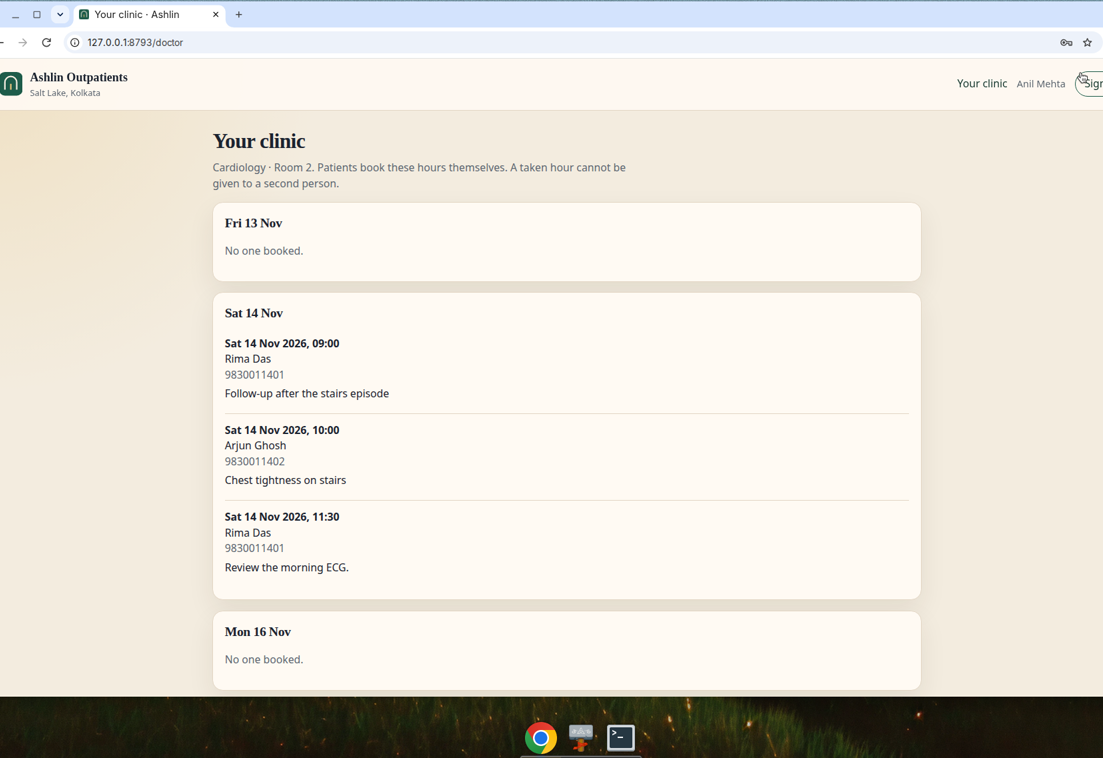 Your clinic · Ashlin
127.0.0.1:8793/doctor
Ashlin Outpatients
Salt Lake, Kolkata
Your clinic
Anil Mehta
Sign
Your clinic
Cardiology · Room 2. Patients book these hours themselves. A taken hour cannot be
given to a second person.
Fri 13 Nov
No one booked.
Sat 14 Nov
Sat 14 Nov 2026, 09:00
Rima Das
9830011401
Follow-up after the stairs episode
Sat 14 Nov 2026, 10:00
Arjun Ghosh
9830011402
Chest tightness on stairs
Sat 14 Nov 2026, 11:30
Rima Das
9830011401
Review the morning ECG.
Mon 16 Nov
No one booked.